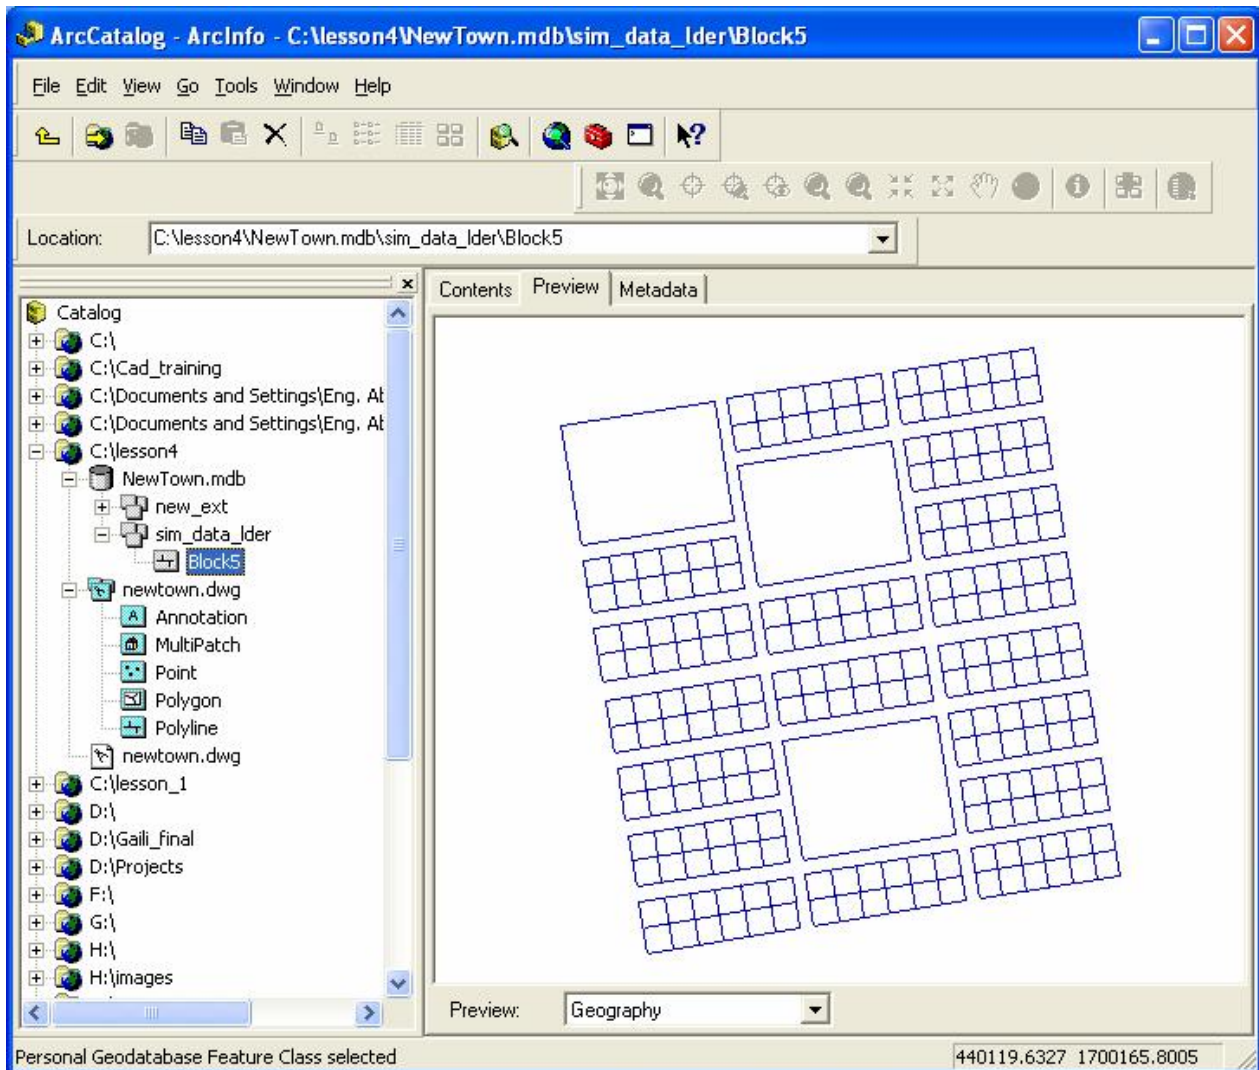 ArcCatalog - ArcInfo - C:\lesson4\NewTown.mdb\sim_data_lder\Block5
File Edit View Go Tools Window Help
Location: C:\lesson4\NewTown.mdb\sim_data_lder\Block5
Contents Preview Metadata
Catalog
C:\
C:\Cad_training
C:\Documents and Settings\Eng. At
C:\Documents and Settings\Eng. At
C:\lesson4
NewTown.mdb
new_ext
sim_data_lder
Block5
newtown.dwg
A Annotation
MultiPatch
Point
Polygon
Polyline
newtown.dwg
C:\lesson_1
D:\
D:\Gaili_final
D:\Projects
F:\
G:\
H:\
H:\images
Preview: Geography
Personal Geodatabase Feature Class selected
440119.6327 1700165.8005